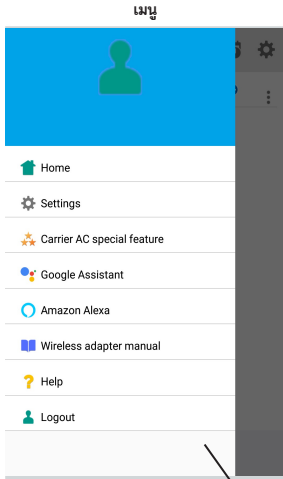 เมนู
Home
Settings
Carrier AC special feature
Google Assistant
Amazon Alexa
Wireless adapter manual
Help
Logout